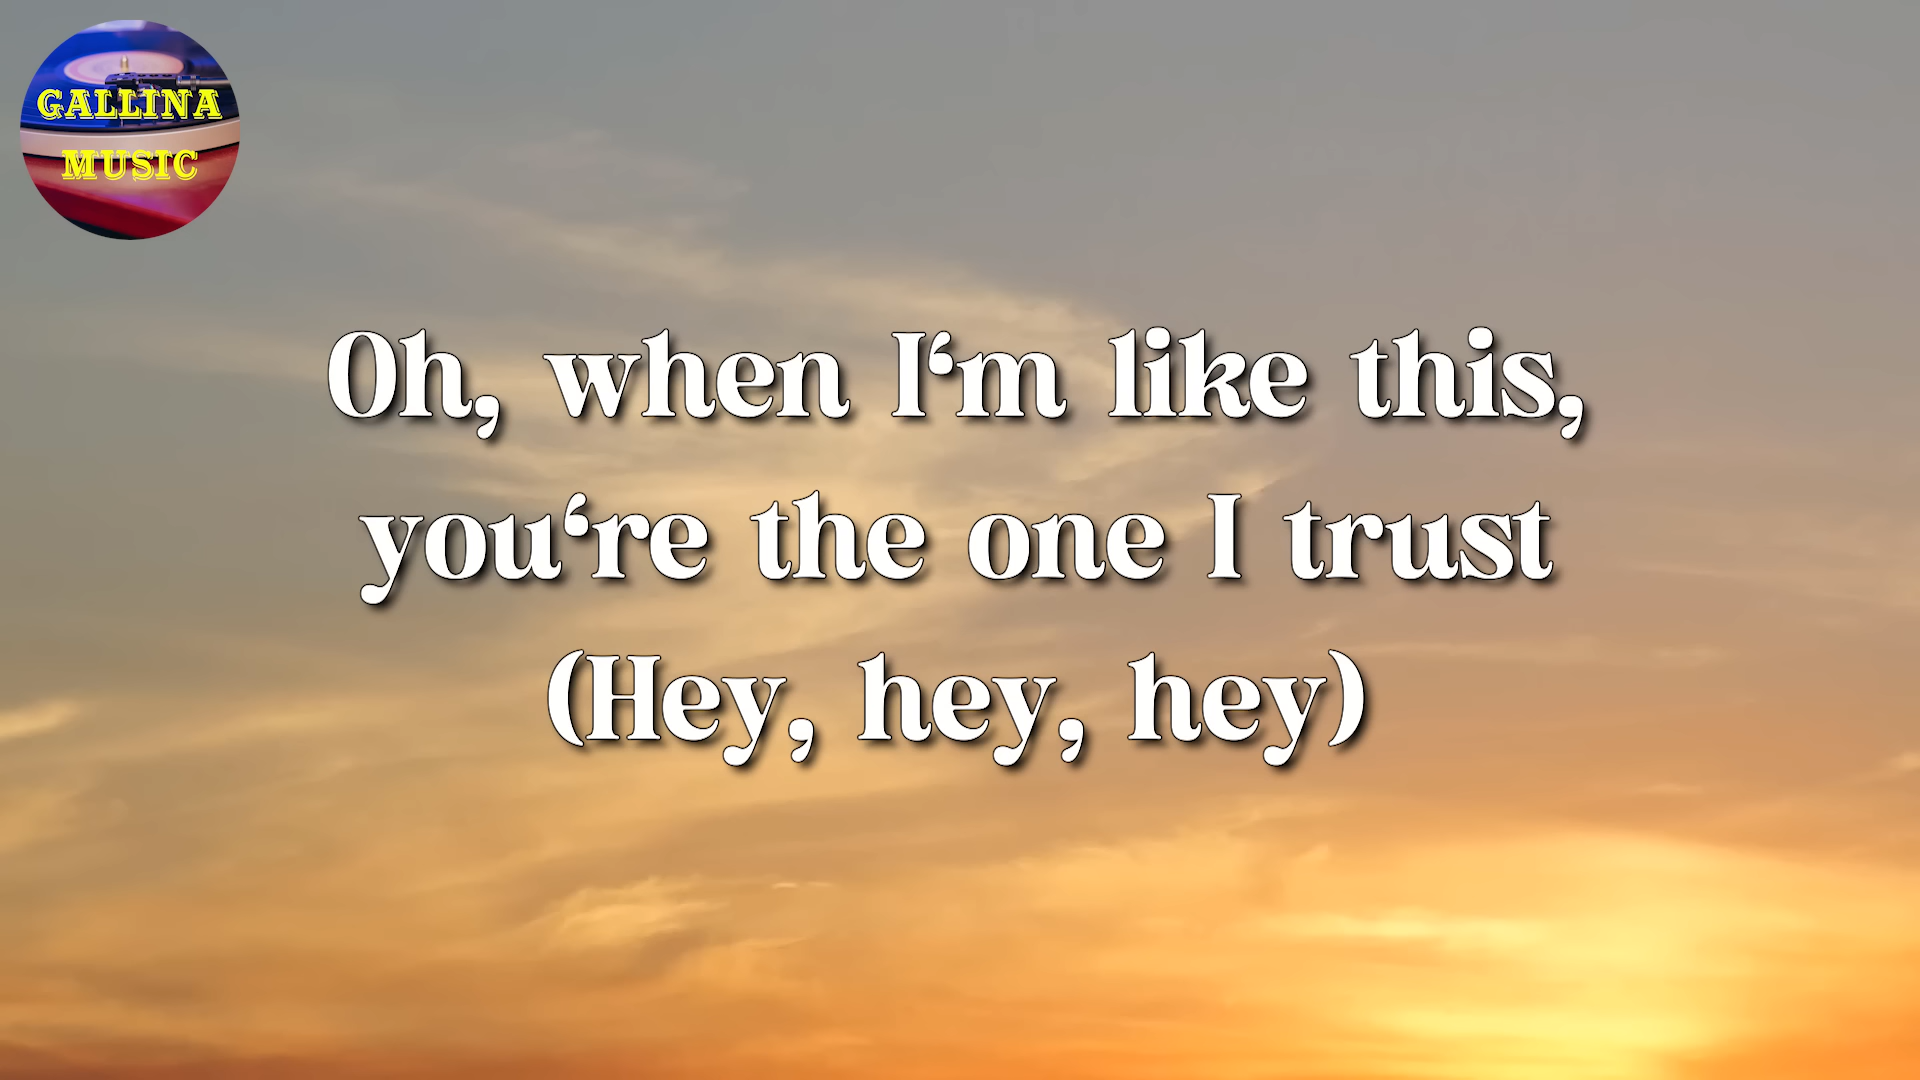 GALLINA
MUSIC
Oh, when I‘m like this,
you‘re the one I trust
(Hey, hey, hey)